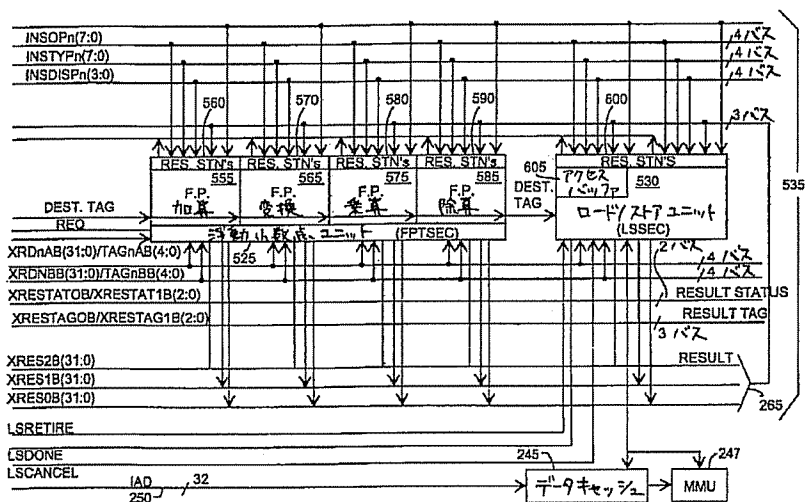 INSOPn(7:0)
4バス
INSTYPn(7:0)
4バス
INSDISPn(3:0)
4バス
560
570
580
590
600
3バス
RES. STN's
RES. STN's
RES. STN's
RES. STN's
RES. STN'S
555
565
575
585
605
アクセス
バッファ
530
535
F.P.
加算
F.P.
変換
F.P.
乗算
F.P.
除算
DEST. TAG
DEST.
TAG
ロード/ストアユニット
(LSSEC)
REQ
浮動小数点ユニット (FPTSEC)
525
XRDnAB(31:0)/TAGnAB(4:0)
2バス
4バス
XRDNBB(31:0)/TAGnBB(4:0)
4バス
XRESTAT0B/XRESTAT1B(2:0)
RESULT STATUS
XRESTAG0B/XRESTAG1B(2:0)
RESULT TAG
3バス
XRES2B(31:0)
RESULT
XRES1B(31:0)
265
XRES0B(31:0)
LSRETIRE
LSDONE
LSCANCEL
245
247
IAD
32
250
データキャッシュ
MMU